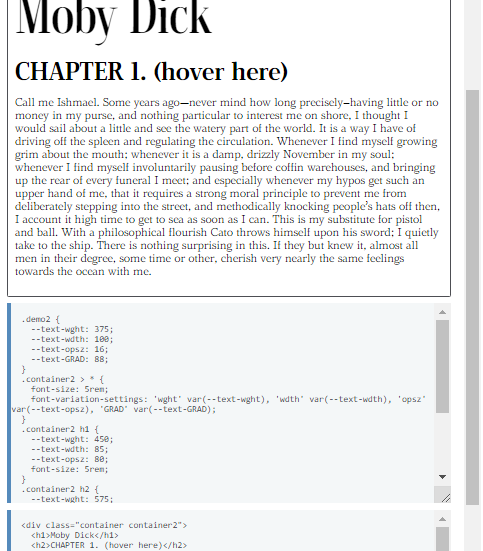 Moby Dick
CHAPTER 1. (hover here)
Call me Ishmael. Some years ago—never mind how long precisely—having little or no
money in my purse, and nothing particular to interest me on shore, I thought I
would sail about a little and see the watery part of the world. It is a way I have of
driving off the spleen and regulating the circulation. Whenever I find myself growing
grim about the mouth; whenever it is a damp, drizzly November in my soul;
whenever I find myself involuntarily pausing before coffin warehouses, and bringing
up the rear of every funeral I meet; and especially whenever my hypos get such an
upper hand of me, that it requires a strong moral principle to prevent me from
deliberately stepping into the street, and methodically knocking people's hats off then,
I account it high time to get to sea as soon as I can. This is my substitute for pistol
and ball. With a philosophical flourish Cato throws himself upon his sword; I quietly
take to the ship. There is nothing surprising in this. If they but knew it, almost all
men in their degree, some time or other, cherish very nearly the same feelings
towards the ocean with me.
.demo2 {
--text-wght: 375;
--text-wdth: 100;
--text-opsz: 16;
--text-GRAD: 88;
}
.container2 > * {
font-size: 5rem;
font-variation-settings: 'wght' var(--text-wght), 'wdth' var(--text-wdth), 'opsz'
var(--text-opsz), 'GRAD' var(--text-GRAD);
}
.container2 h1 {
--text-wght: 450;
--text-wdth: 85;
--text-opsz: 80;
font-size: 5rem;
}
.container2 h2 {
--text-wght: 575;
<div class="container container2">
<h1>Moby Dick</h1>
<h2>CHAPTER 1. (hover here)</h2>